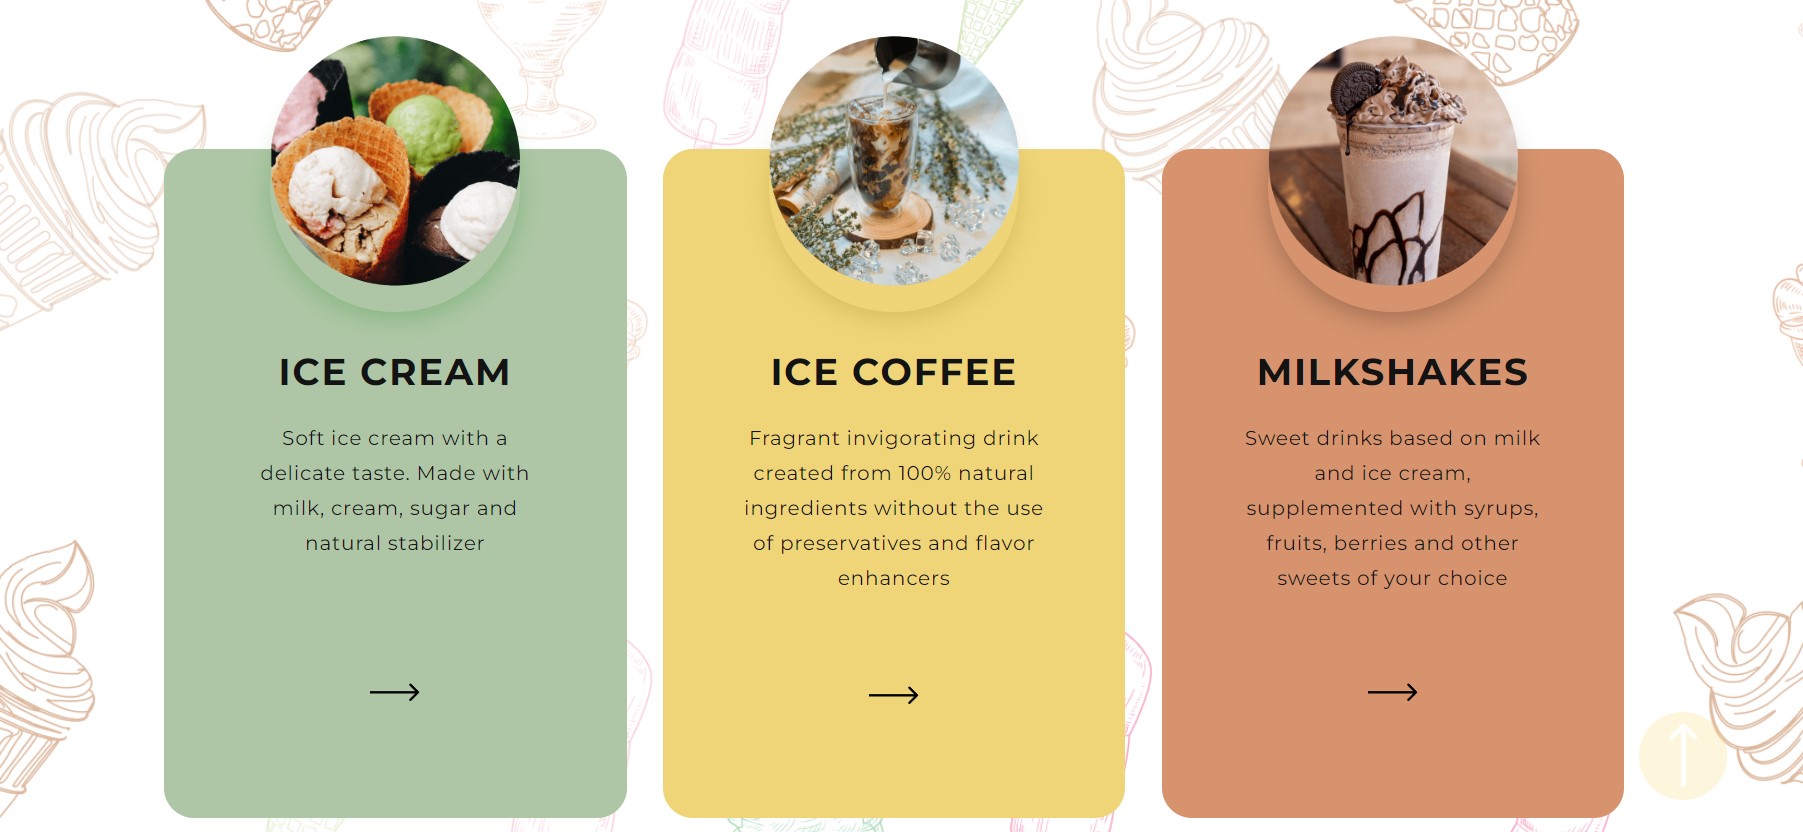 ICE CREAM
Soft ice cream with a
delicate taste. Made with
milk, cream, sugar and
natural stabilizer
ICE COFFEE
Fragrant invigorating drink
created from 100% natural
ingredients without the use
of preservatives and flavor
enhancers
MILKSHAKES
Sweet drinks based on milk
and ice cream,
supplemented with syrups,
fruits, berries and other
sweets of your choice